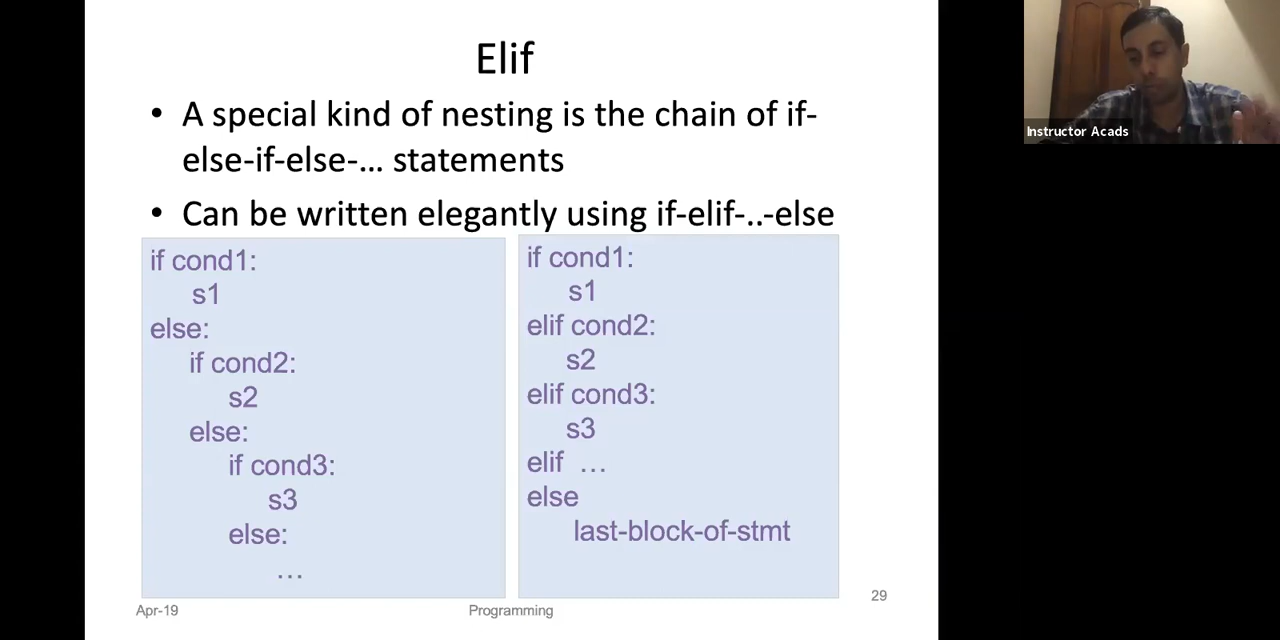 Elif
• A special kind of nesting is the chain of if-
else-if-else-... statements
• Can be written elegantly using if-elif-..-else
if cond1:
s1
else:
if cond2:
s2
else:
if cond3:
s3
else:
...
if cond1:
s1
elif cond2:
s2
elif cond3:
s3
elif ...
else
last-block-of-stmt
Apr-19
Programming
29
Instructor Acads